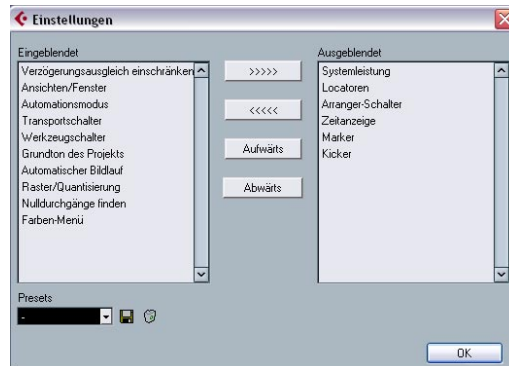 Einstellungen
Eingeblendet
Verzögerungsausgleich einschränken
Ansichten/Fenster
Automationsmodus
Transportschalter
Werkzeugschalter
Grundton des Projekts
Automatischer Bildlauf
Raster/Quantisierung
Nulldurchgänge finden
Farben-Menü
>>>>>
<<<<<
Aufwärts
Abwärts
Ausgeblendet
Systemleistung
Locatoren
Arranger-Schalter
Zeitanzeige
Marker
Kicker
Presets
-
OK